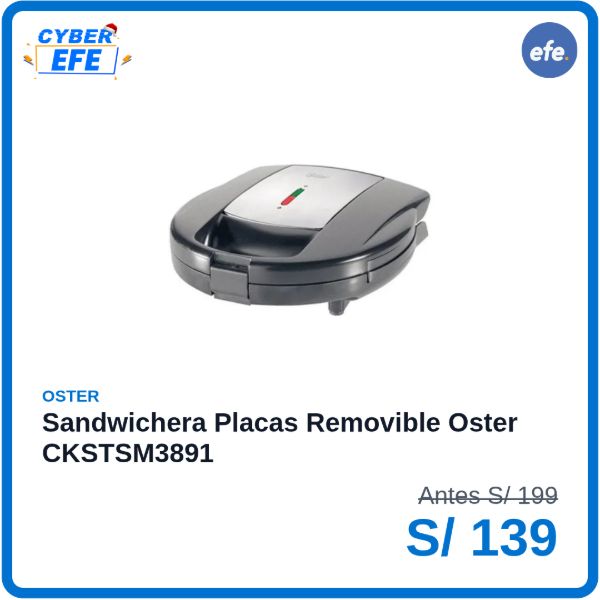 CYBER
EFE
efe.
OSTER
Sandwichera Placas Removible Oster
CKSTSM3891
Antes S/ 199
S/ 139